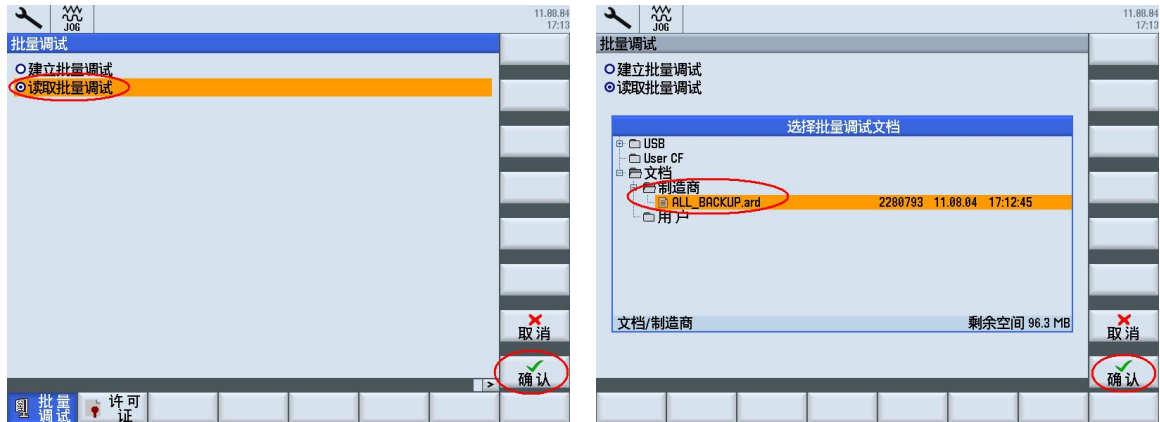 JOG
11.08.04
17:13
批量调试
建立批量调试
读取批量调试
取消
确认
>
批量
调试
许可
证
JOG
11.08.04
17:13
批量调试
建立批量调试
读取批量调试
选择批量调试文档
USB
User CF
文档
制造商
ALL_BACKUP.ard 2280793 11.08.04 17:12:45
用户
文档/制造商 剩余空间 96.3 MB
取消
确认